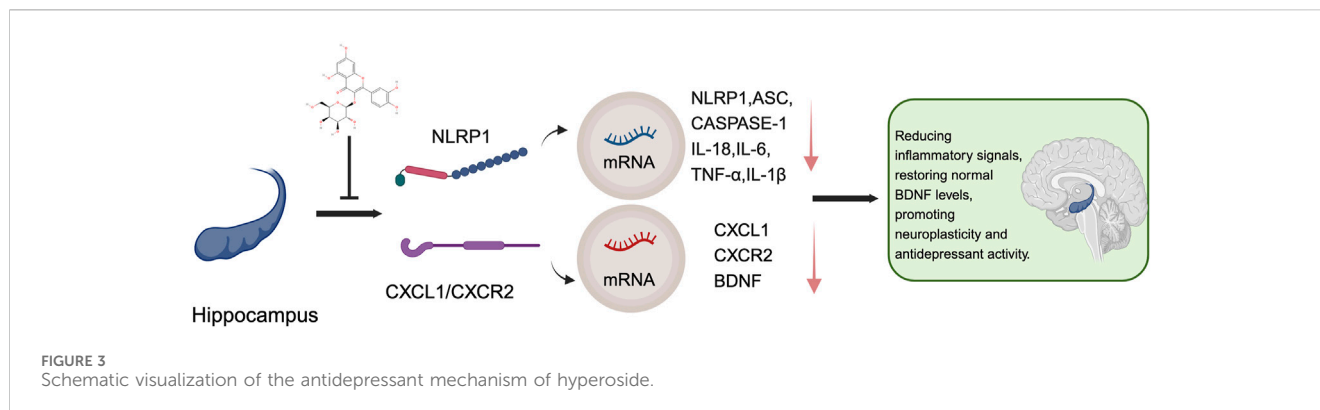 NLRP1
mRNA
NLRP1,ASC,
CASPASE-1
IL-18,IL-6,
TNF-α,IL-1β
Hippocampus
CXCL1/CXCR2
mRNA
CXCL1
CXCR2
BDNF
Reducing
inflammatory signals,
restoring normal
BDNF levels,
promoting
neuroplasticity and
antidepressant activity.
FIGURE 3
Schematic visualization of the antidepressant mechanism of hyperoside.